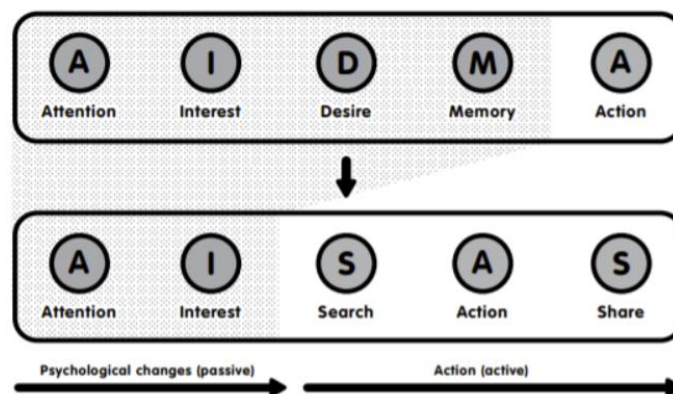 A I D M A
Attention Interest Desire Memory Action
A I S A S
Attention Interest Search Action Share
Psychological changes (passive) Action (active)